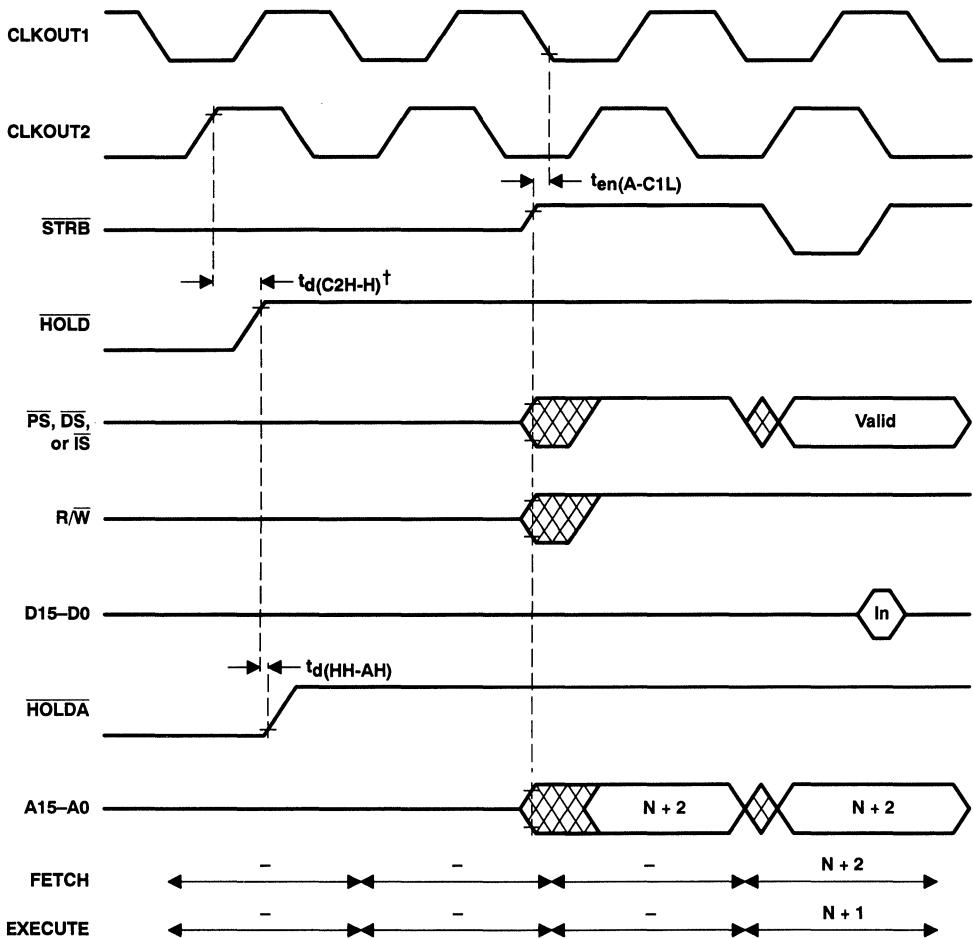 CLKOUT1
CLKOUT2
ten(A-C1L)
STRB
td(C2H-H)†
HOLD
PS, DS,
or IS
Valid
R/W
D15–D0
In
td(HH-AH)
HOLDA
A15–A0
N + 2
N + 2
FETCH
–
–
–
N + 2
EXECUTE
–
–
–
N + 1